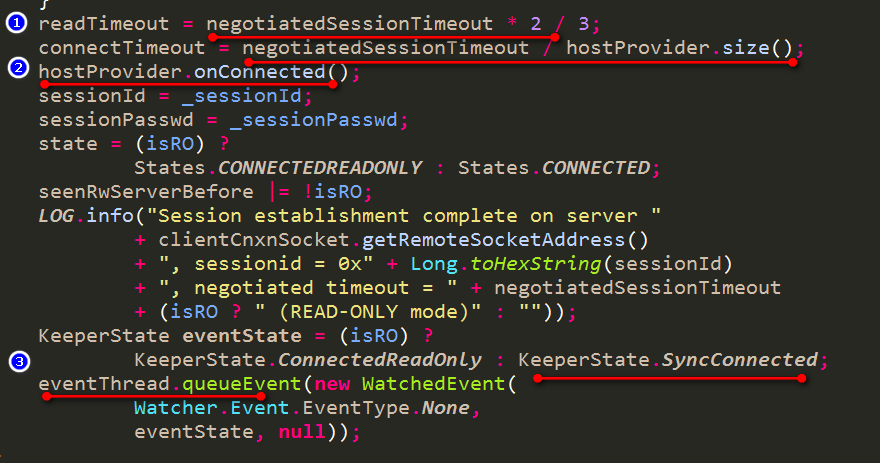 }
① readTimeout = negotiatedSessionTimeout * 2 / 3;
connectTimeout = negotiatedSessionTimeout / hostProvider.size();
② hostProvider.onConnected();
sessionId = _sessionId;
sessionPasswd = _sessionPasswd;
state = (isRO) ?
States.CONNECTEDREADONLY : States.CONNECTED;
seenRwServerBefore |= !isRO;
LOG.info("Session establishment complete on server "
+ clientCnxnSocket.getRemoteSocketAddress()
+ ", sessionid = 0x" + Long.toHexString(sessionId)
+ ", negotiated timeout = " + negotiatedSessionTimeout
+ (isRO ? " (READ-ONLY mode)" : ""));
KeeperState eventState = (isRO) ?
③ KeeperState.ConnectedReadOnly : KeeperState.SyncConnected;
eventThread.queueEvent(new WatchedEvent(
Watcher.Event.EventType.None,
eventState, null));